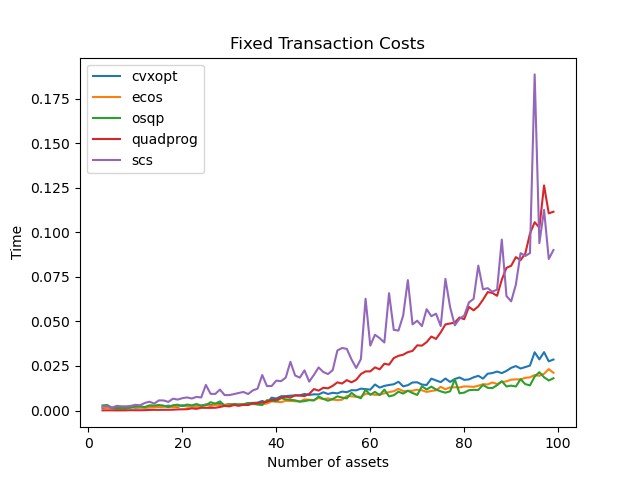 Fixed Transaction Costs
cvxopt
ecos
osqp
quadprog
scs
0.175
0.150
0.125
0.100
0.075
0.050
0.025
0.000
Time
0 20 40 60 80 100
Number of assets